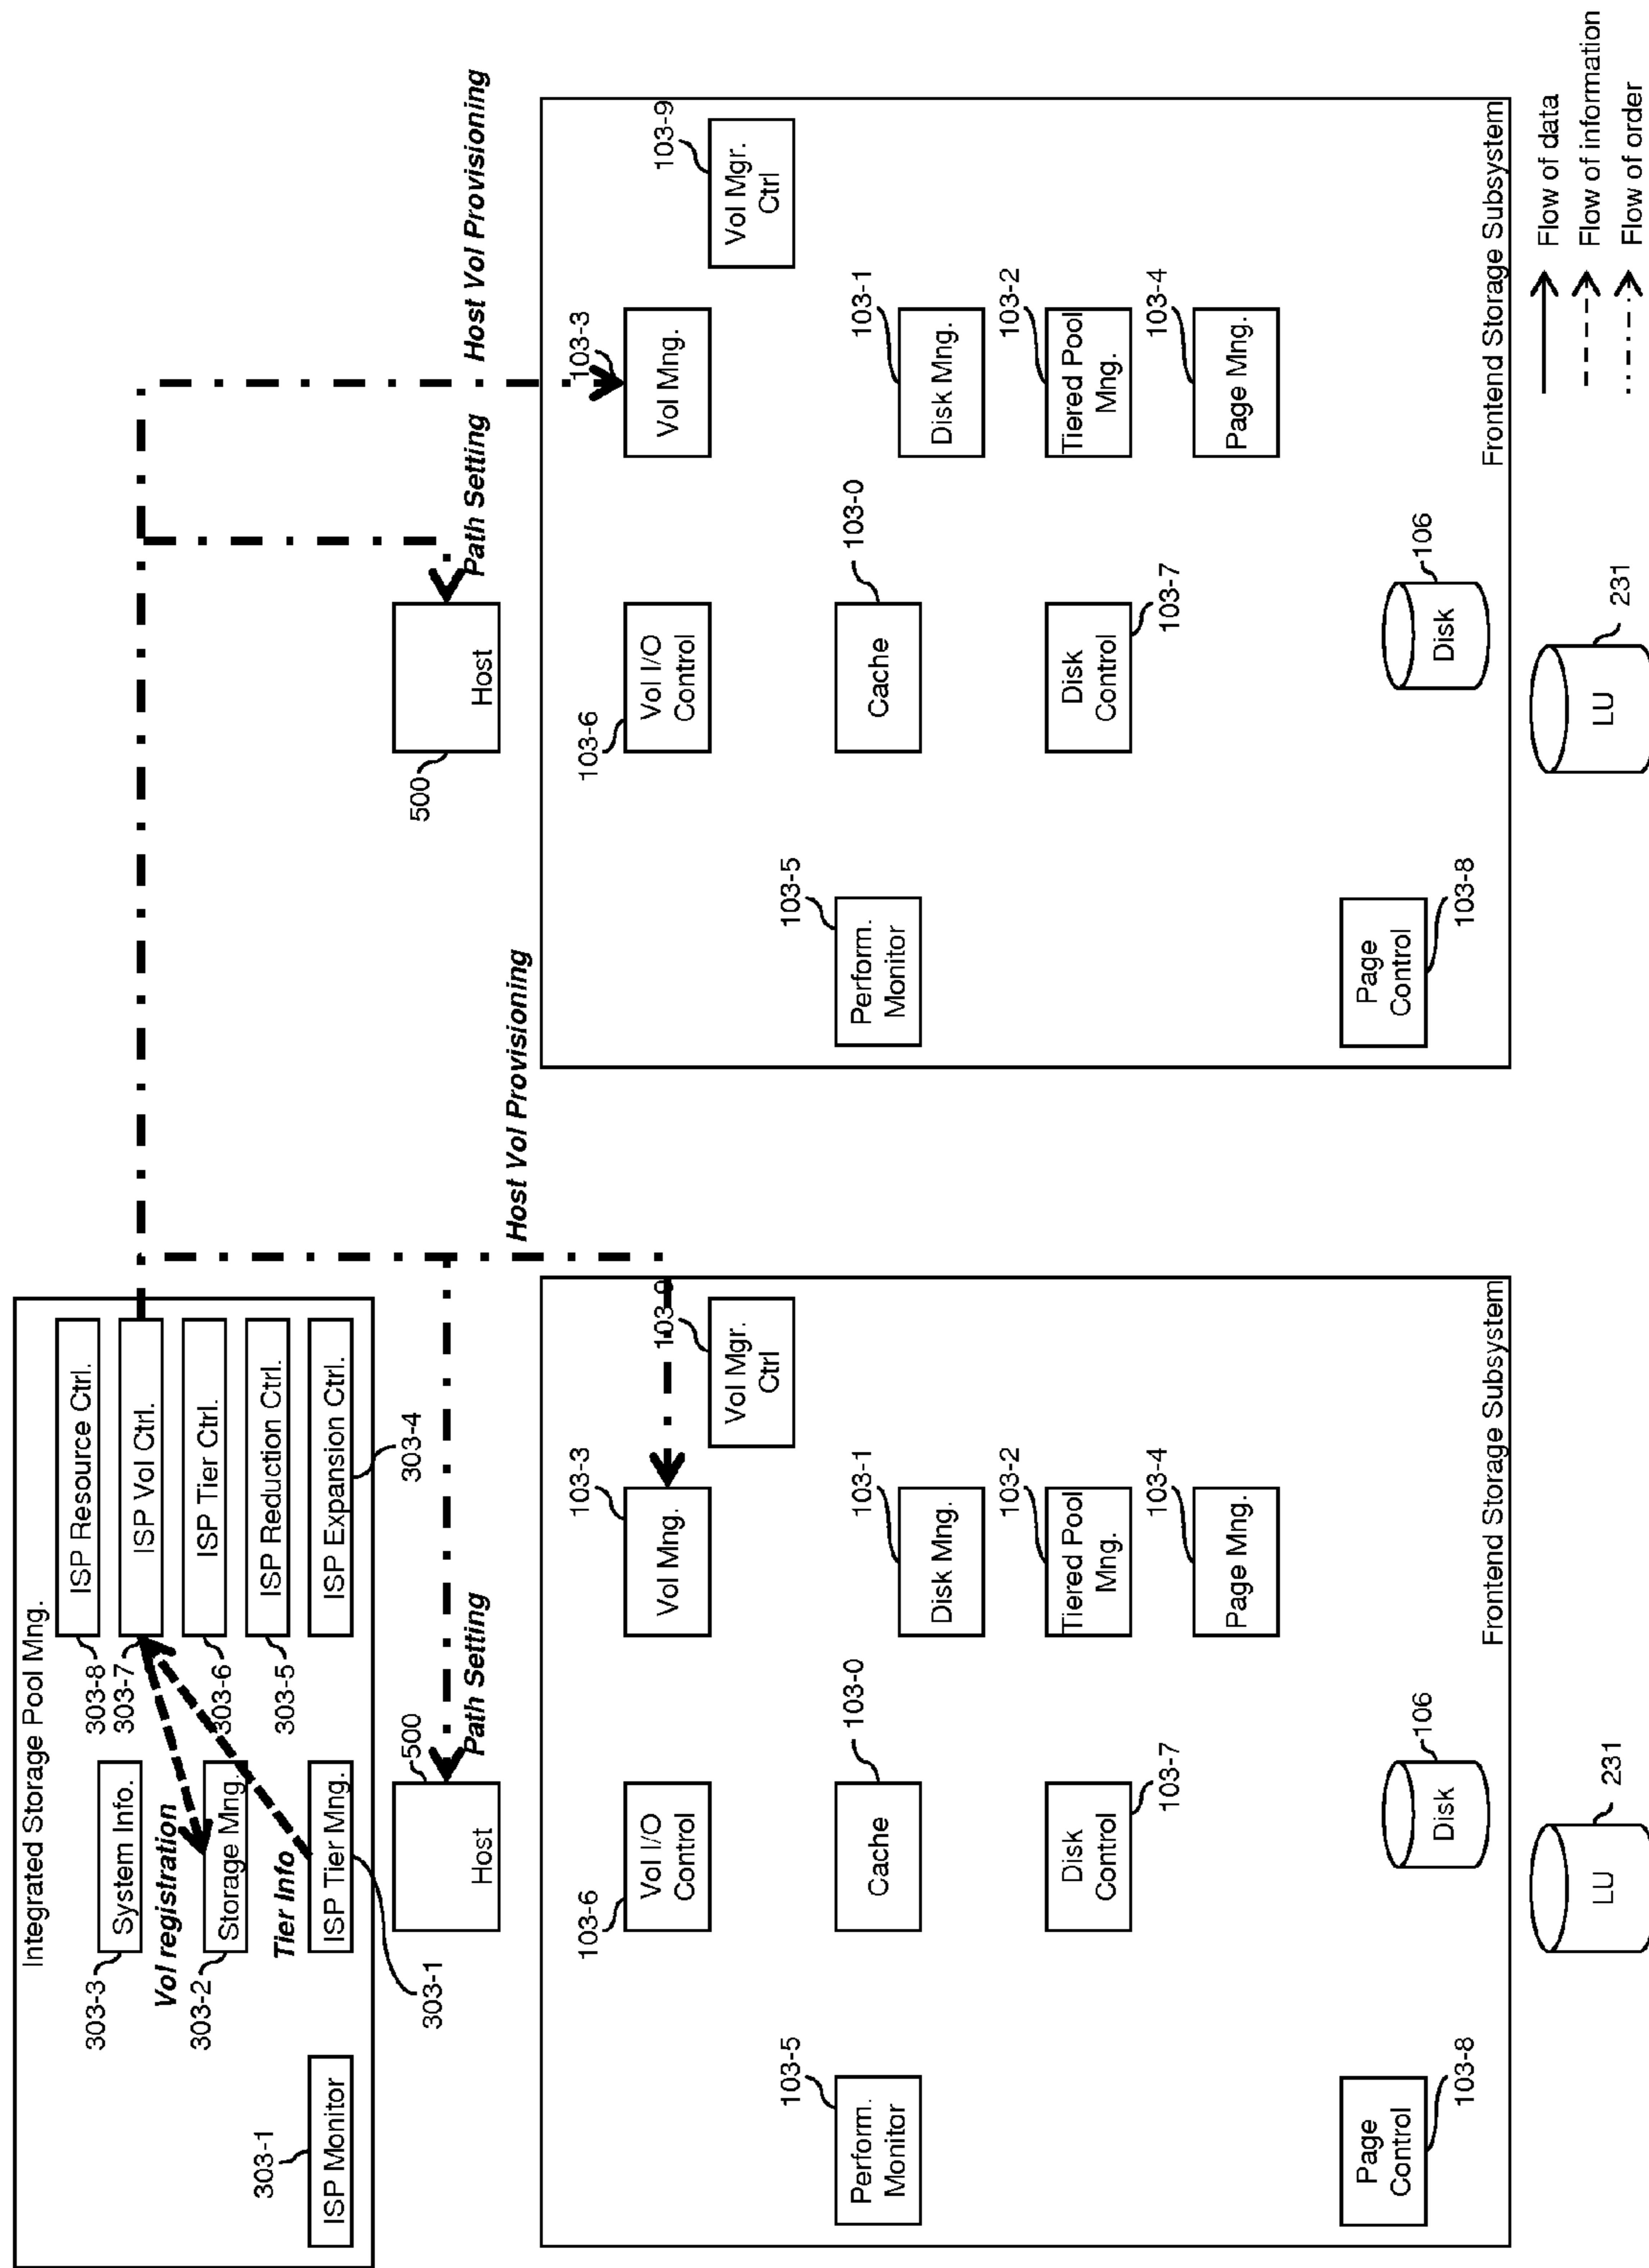 Integrated Storage Pool Mng.
303-3
System Info.
303-8
ISP Resource Ctrl.
Vol registration
303-7
ISP Vol Ctrl.
303-2
Storage Mng.
303-6
ISP Tier Ctrl.
303-1
ISP Monitor
Tier Info
303-5
ISP Reduction Ctrl.
ISP Tier Mng.
303-1
ISP Expansion Ctrl.
303-4
500
Host
Path Setting
Host Vol Provisioning
103-6
Vol I/O
Control
103-3
Vol Mng.
103-9
Vol Mgr.
Ctrl
103-5
Perform.
Monitor
103-0
Cache
103-1
Disk Mng.
103-7
Disk
Control
103-2
Tiered Pool
Mng.
103-4
Page Mng.
103-8
Page
Control
106
Disk
Frontend Storage Subsystem
231
LU
500
Host
Path Setting
Host Vol Provisioning
103-6
Vol I/O
Control
103-3
Vol Mng.
103-9
Vol Mgr.
Ctrl
103-5
Perform.
Monitor
103-0
Cache
103-1
Disk Mng.
103-7
Disk
Control
103-2
Tiered Pool
Mng.
103-4
Page Mng.
103-8
Page
Control
106
Disk
Frontend Storage Subsystem
231
LU
Flow of data
Flow of information
Flow of order